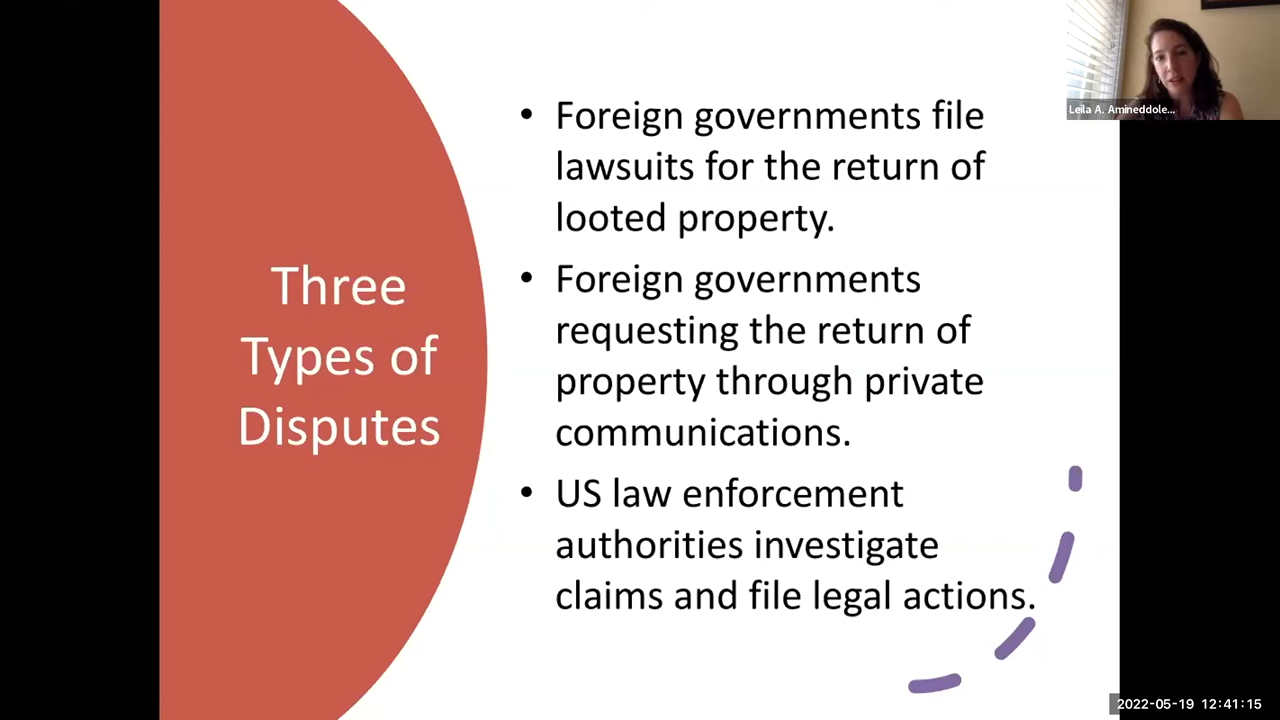 Three
Types of
Disputes
• Foreign governments file
lawsuits for the return of
looted property.
• Foreign governments
requesting the return of
property through private
communications.
• US law enforcement
authorities investigate
claims and file legal actions.
Leila A. Amineddole...
2022-05-19 12:41:15